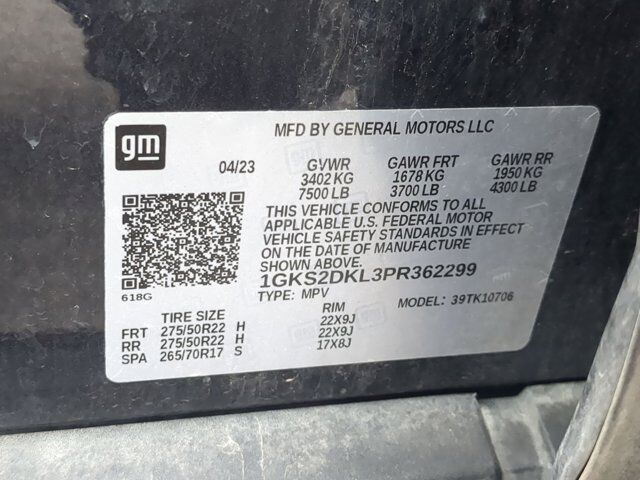 gm
MFD BY GENERAL MOTORS LLC
04/23 GVWR GAWR FRT GAWR RR
3402 KG 1678 KG 1950 KG
7500 LB 3700 LB 4300 LB
THIS VEHICLE CONFORMS TO ALL
APPLICABLE U.S. FEDERAL MOTOR
VEHICLE SAFETY STANDARDS IN EFFECT
ON THE DATE OF MANUFACTURE
SHOWN ABOVE.
618G
1GKS2DKL3PR362299
TYPE: MPV MODEL: 39TK10706
TIRE SIZE RIM
FRT 275/50R22 H 22X9J
RR 275/50R22 H 22X9J
SPA 265/70R17 S 17X8J